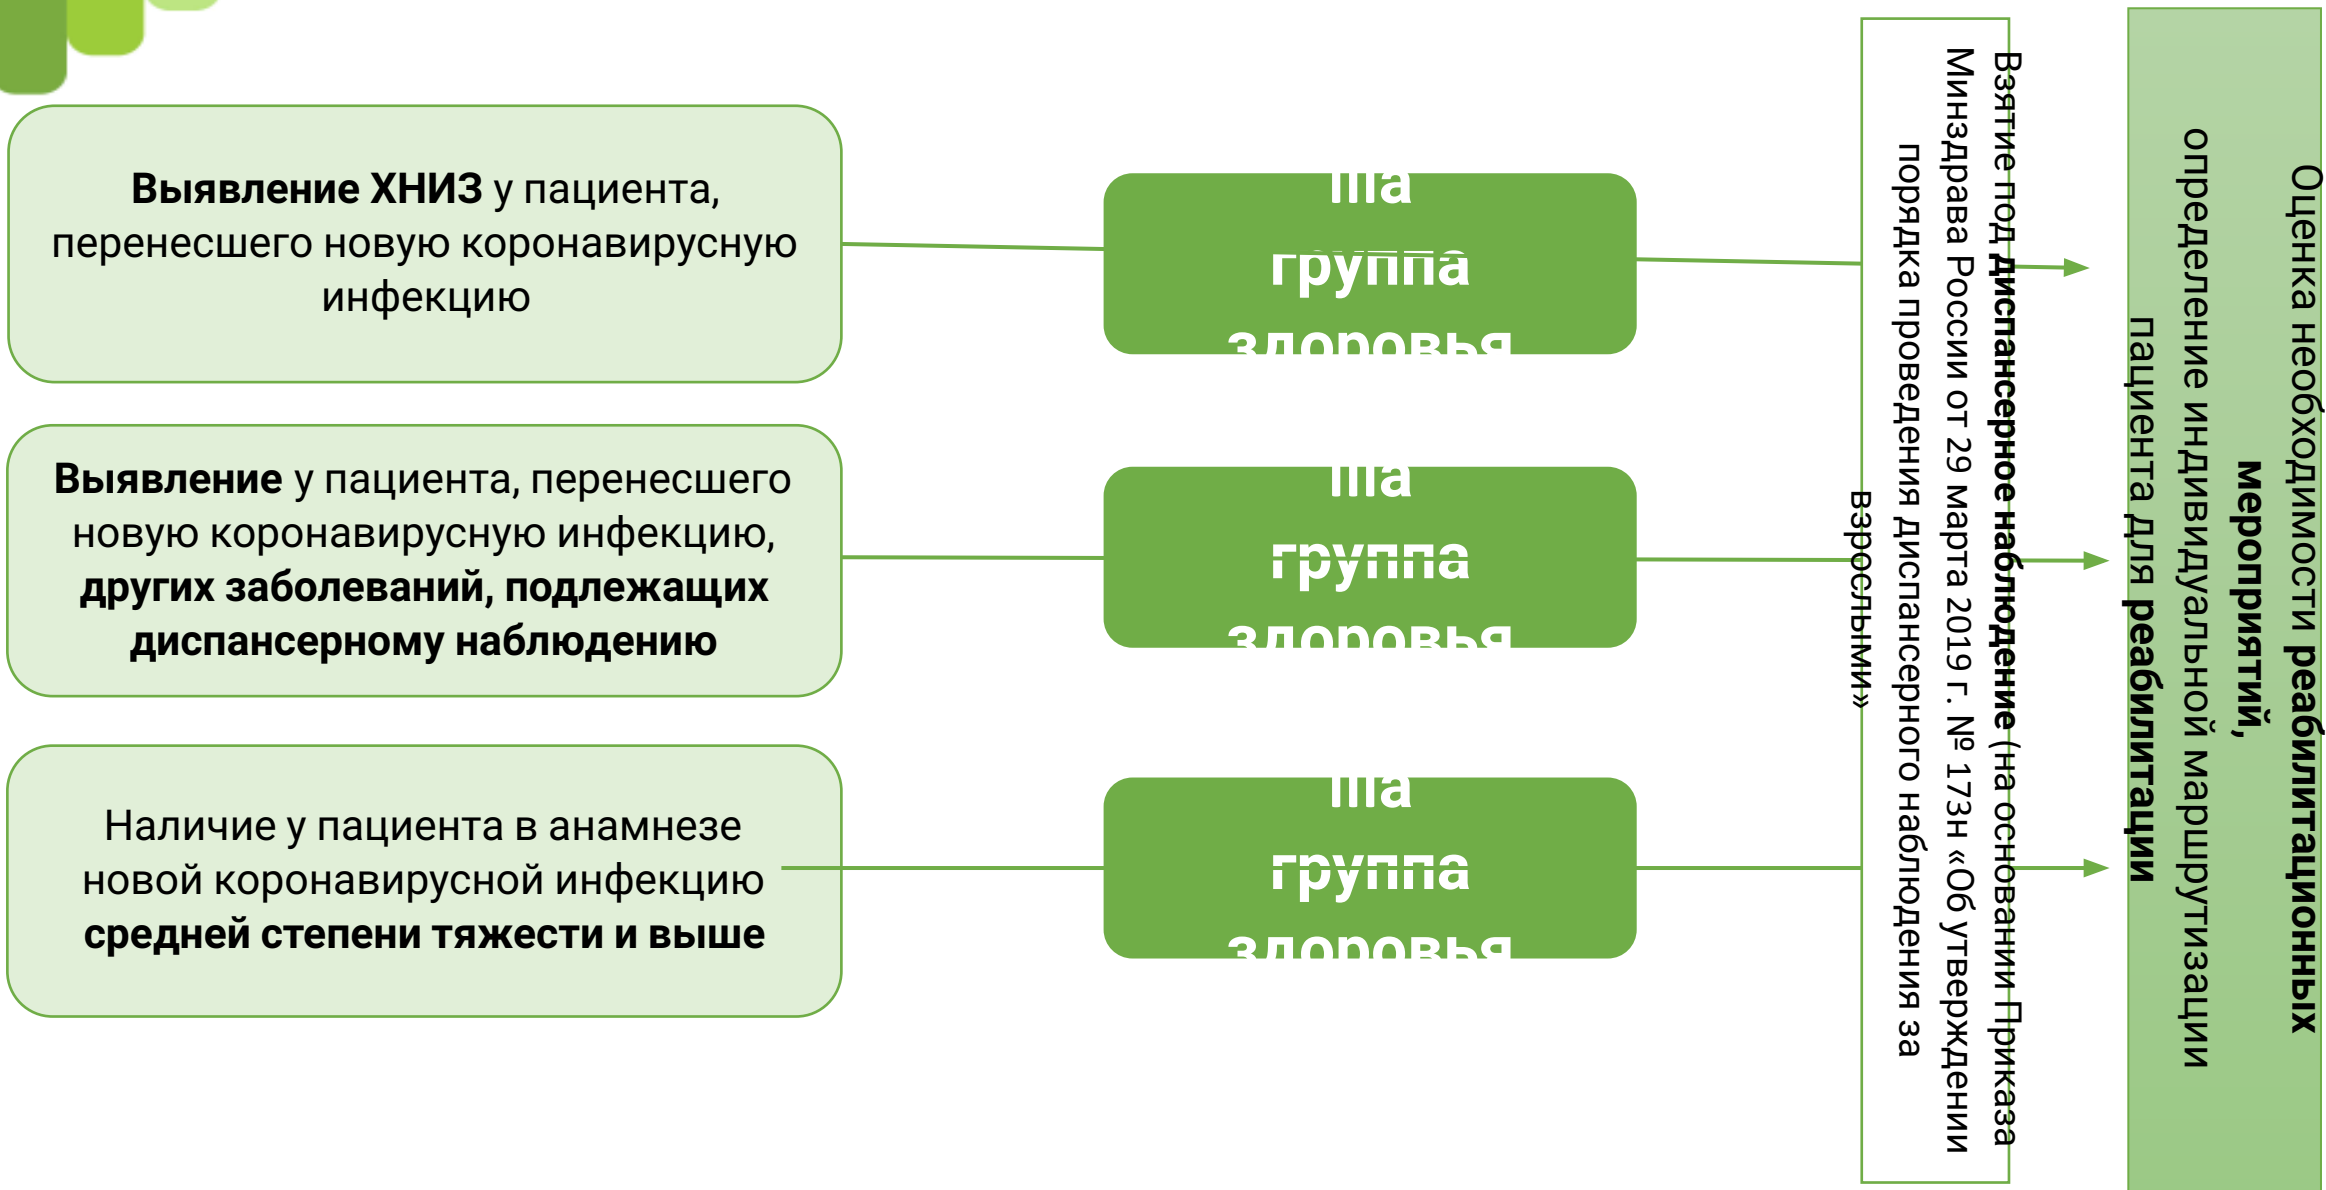 Выявление ХНИЗ у пациента,
перенесшего новую коронавирусную
инфекцию
IIIа
группа
здоровья
Выявление у пациента, перенесшего
новую коронавирусную инфекцию,
других заболеваний, подлежащих
диспансерному наблюдению
IIIа
группа
здоровья
Наличие у пациента в анамнезе
новой коронавирусной инфекцию
средней степени тяжести и выше
IIIа
группа
здоровья
Взятие под диспансерное наблюдение (на основании Приказа
Минздрава России от 29 марта 2019 г. № 173н «Об утверждении
порядка проведения диспансерного наблюдения за
взрослыми»
Оценка необходимости реабилитационных
мероприятий,
определение индивидуальной маршрутизации
пациента для реабилитации